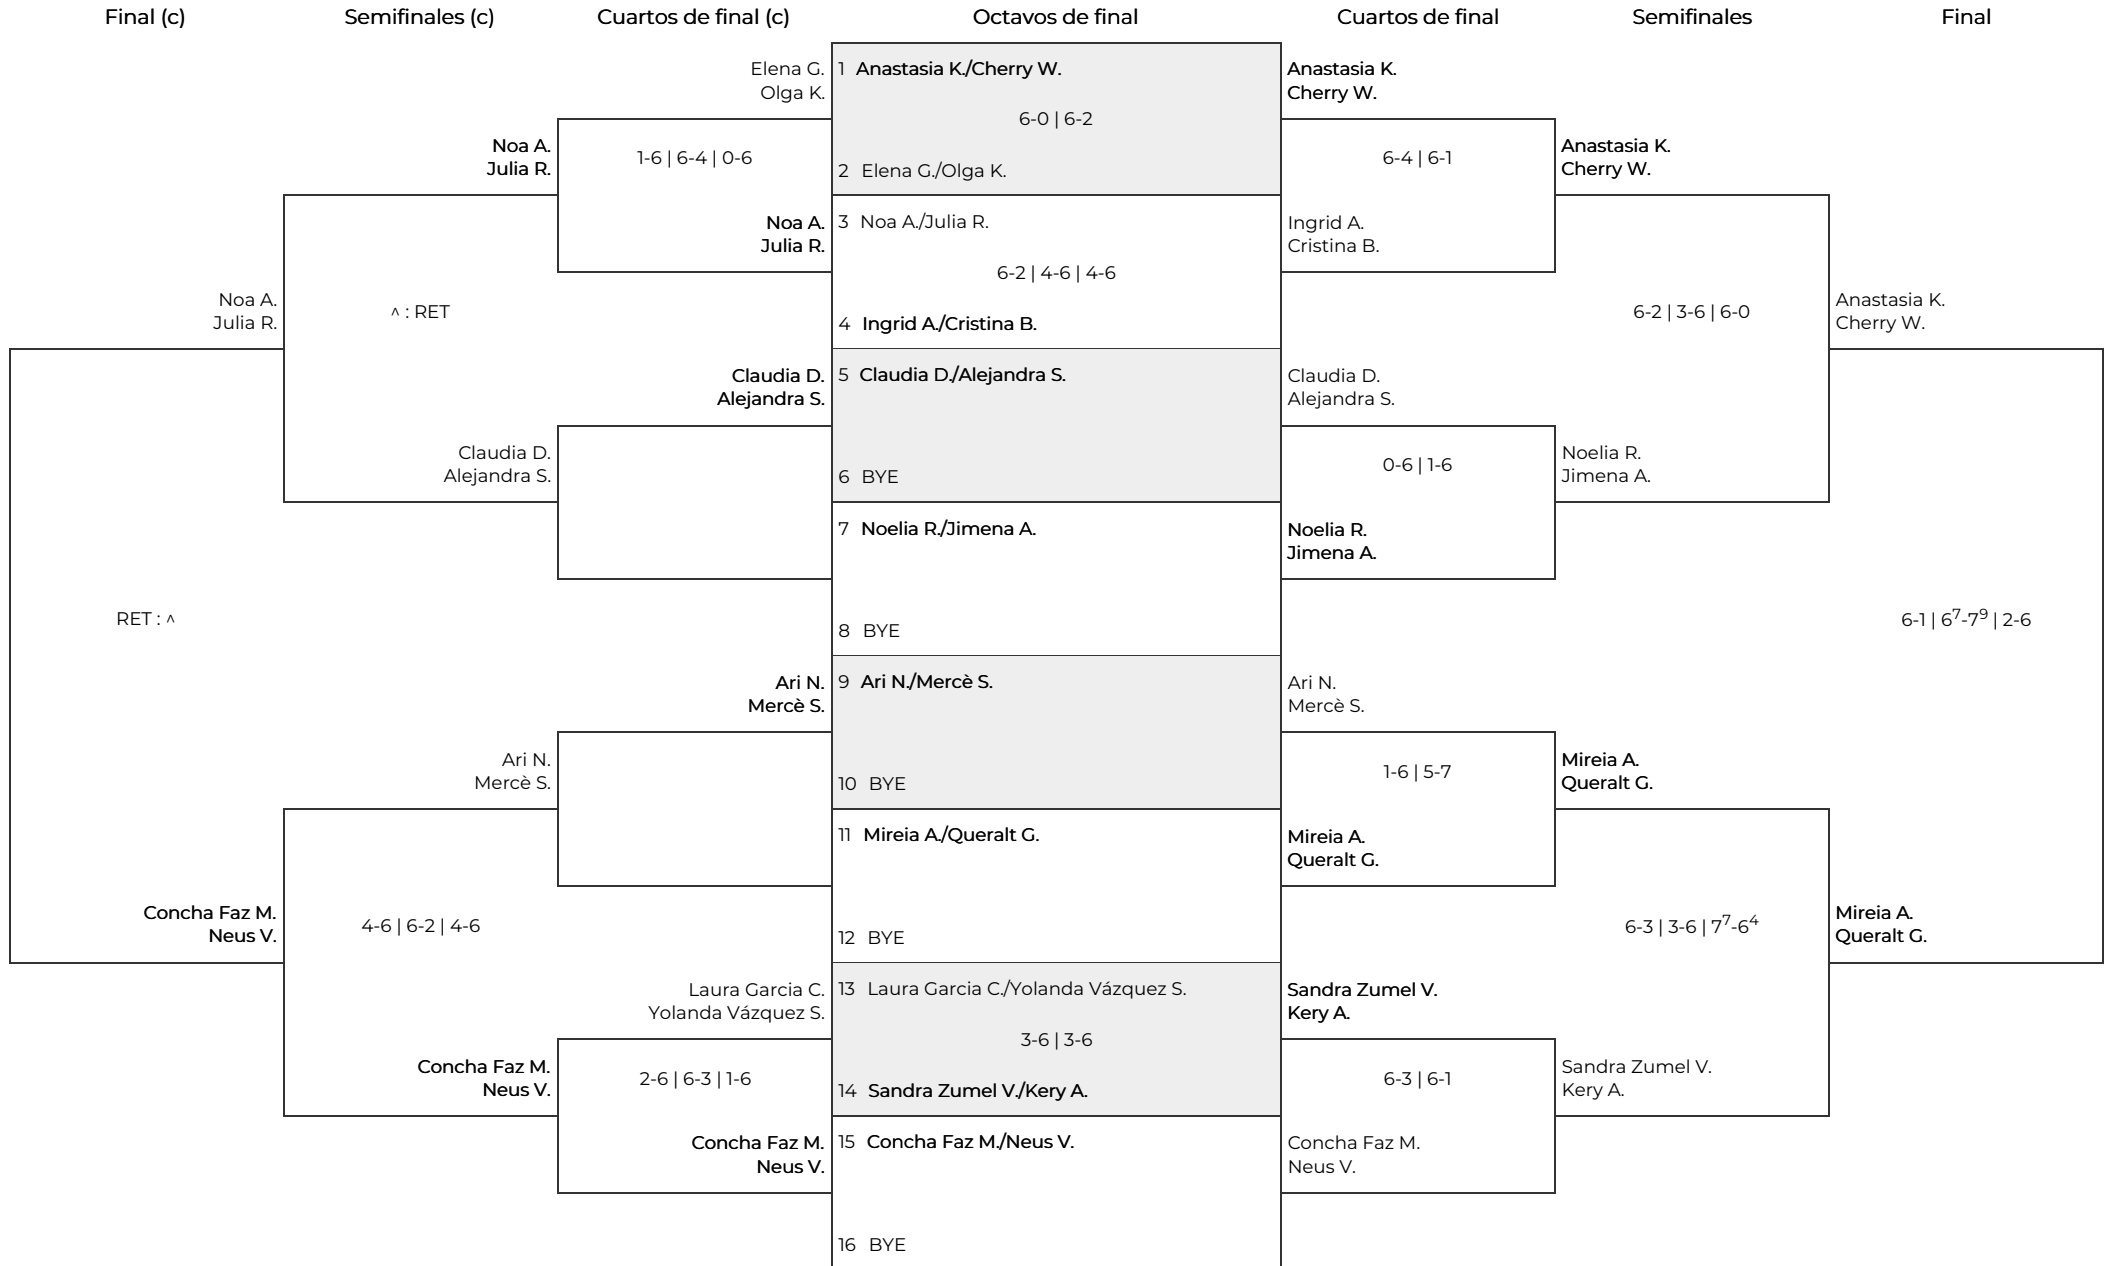 Final (c)
Semifinales (c)
Cuartos de final (c)
Octavos de final
Cuartos de final
Semifinales
Final
Noa A.
Julia R.
RET : ^
Concha Faz M.
Neus V.
Noa A.
Julia R.
^ : RET
Claudia D.
Alejandra S.
Ari N.
Mercè S.
4-6 | 6-2 | 4-6
Concha Faz M.
Neus V.
Elena G.
Olga K.
1-6 | 6-4 | 0-6
Noa A.
Julia R.
Claudia D.
Alejandra S.
Ari N.
Mercè S.
Laura Garcia C.
Yolanda Vázquez S.
2-6 | 6-3 | 1-6
Concha Faz M.
Neus V.
1 Anastasia K./Cherry W.
6-0 | 6-2
2 Elena G./Olga K.
3 Noa A./Julia R.
6-2 | 4-6 | 4-6
4 Ingrid A./Cristina B.
5 Claudia D./Alejandra S.
6 BYE
7 Noelia R./Jimena A.
8 BYE
9 Ari N./Mercè S.
10 BYE
11 Mireia A./Queralt G.
12 BYE
13 Laura Garcia C./Yolanda Vázquez S.
3-6 | 3-6
14 Sandra Zumel V./Kery A.
15 Concha Faz M./Neus V.
16 BYE
Anastasia K.
Cherry W.
6-4 | 6-1
Ingrid A.
Cristina B.
Claudia D.
Alejandra S.
0-6 | 1-6
Noelia R.
Jimena A.
Ari N.
Mercè S.
1-6 | 5-7
Mireia A.
Queralt G.
Sandra Zumel V.
Kery A.
6-3 | 6-1
Concha Faz M.
Neus V.
Anastasia K.
Cherry W.
6-2 | 3-6 | 6-0
Noelia R.
Jimena A.
Mireia A.
Queralt G.
6-3 | 3-6 | 7⁷-6⁴
Sandra Zumel V.
Kery A.
Anastasia K.
Cherry W.
6-1 | 6⁷-7⁹ | 2-6
Mireia A.
Queralt G.